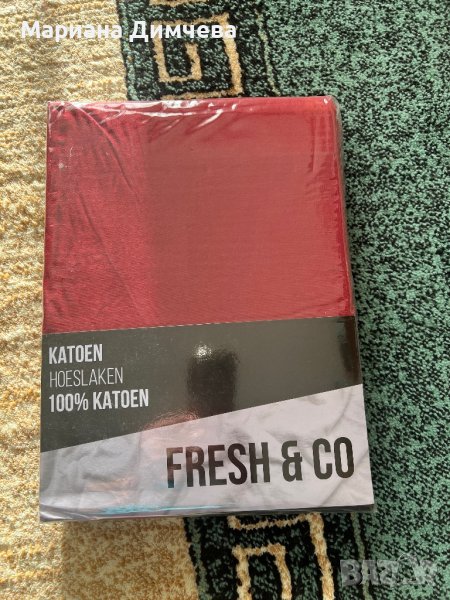 Мариана Димчева
KATOEN
HOESLAKEN
100% KATOEN
FRESH & CO